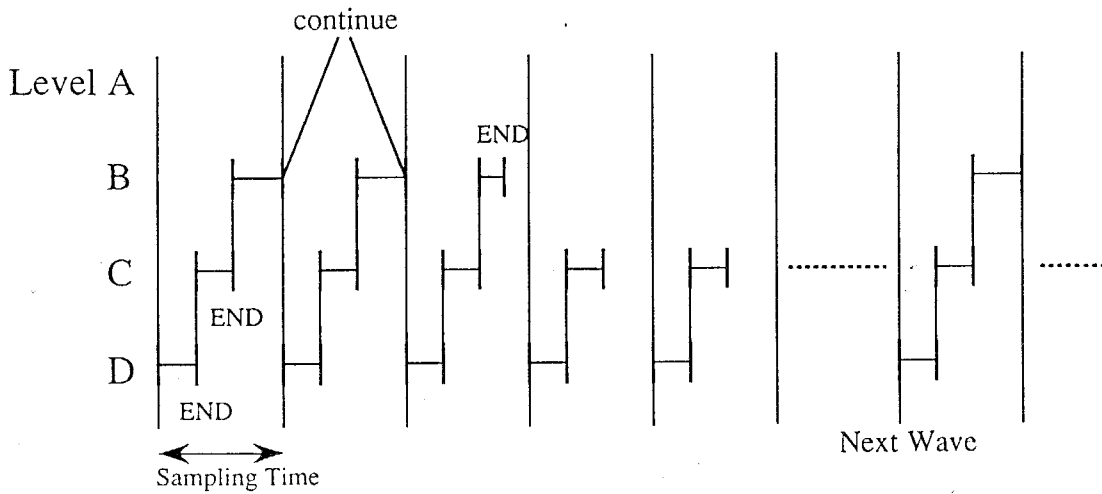 continue
Level A
END
B
C
END
D
END
Next Wave
Sampling Time